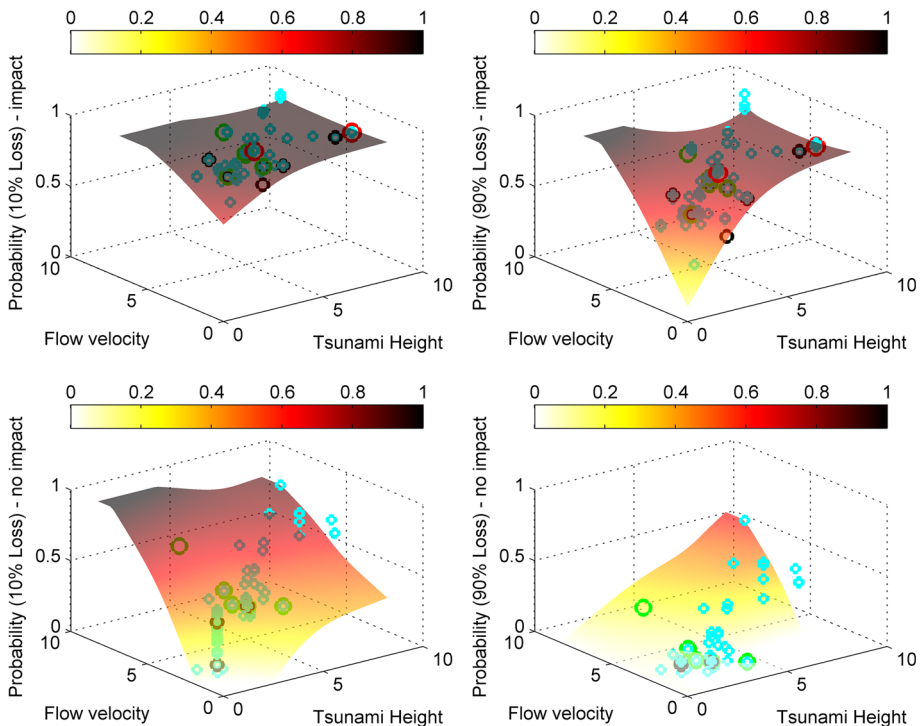 0 0.2 0.4 0.6 0.8 1
0 0.2 0.4 0.6 0.8 1
Probability (10% Loss) - impact
1
0.5
0
10
5
0
0
5
10
Flow velocity
Tsunami Height
Probability (90% Loss) - impact
1
0.5
0
10
5
0
0
5
10
Flow velocity
Tsunami Height
0 0.2 0.4 0.6 0.8 1
0 0.2 0.4 0.6 0.8 1
Probability (10% Loss) - no impact
1
0.5
0
10
5
0
0
5
10
Flow velocity
Tsunami Height
Probability (90% Loss) - no impact
1
0.5
0
10
5
0
0
5
10
Flow velocity
Tsunami Height